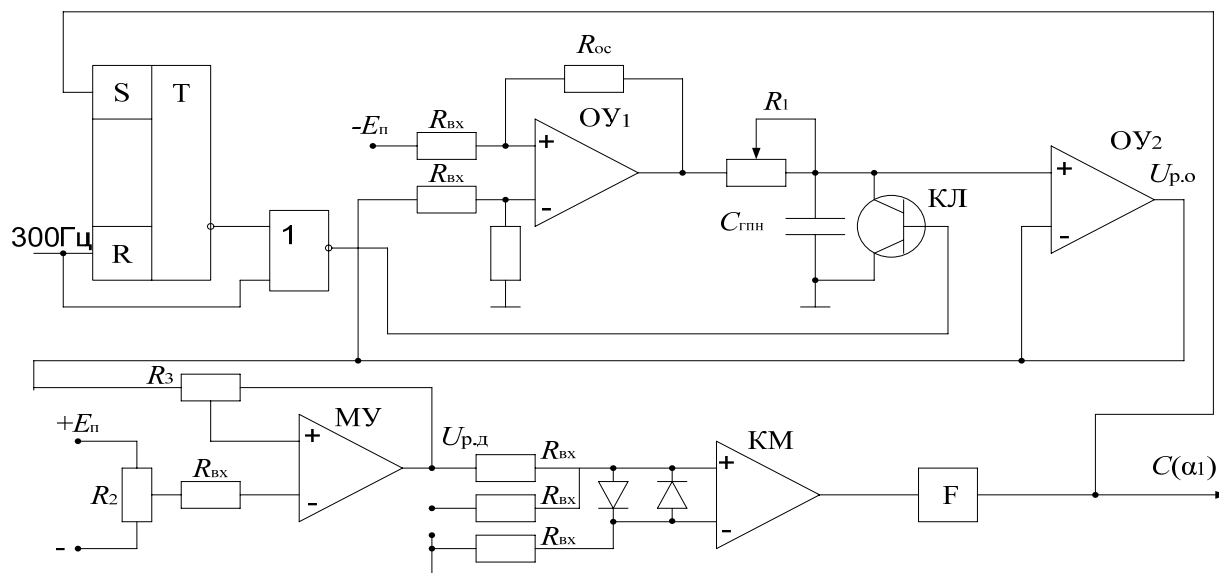 Rос
S T
R1
-Eп
Rвх
ОУ1
+
-
ОУ2
Uр.о
+
-
Rвх
КЛ
Cгпн
300Гц
R
1
R3
+Eп
МУ
+
-
Uр.д
Rвх
КМ
+
-
C(α1)
R2
Rвх
Rвх
F
-
Rвх